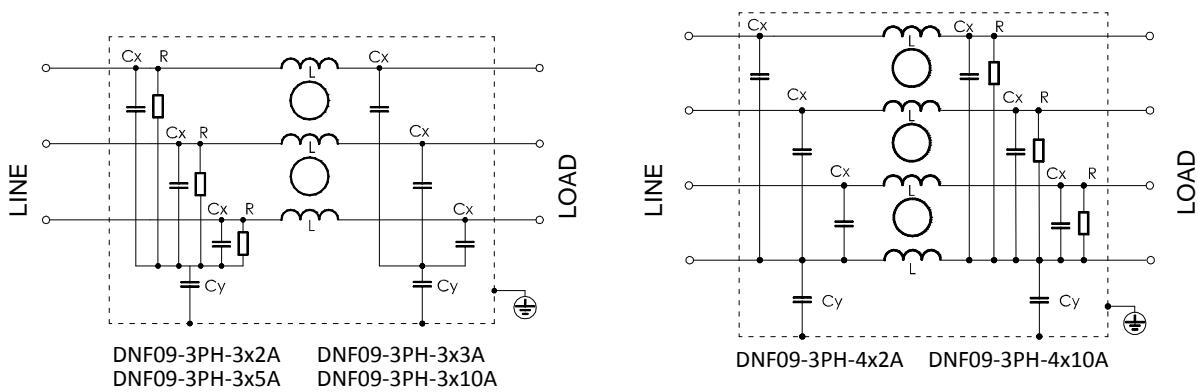 Cx R L Cx
Cx R L Cx
Cx R L Cx
Cy Cy
LINE
LOAD
DNF09-3PH-3x2A DNF09-3PH-3x3A
DNF09-3PH-3x5A DNF09-3PH-3x10A
Cx L Cx R
Cx L Cx R
Cx L Cx R
L
Cy Cy
LINE
LOAD
DNF09-3PH-4x2A DNF09-3PH-4x10A